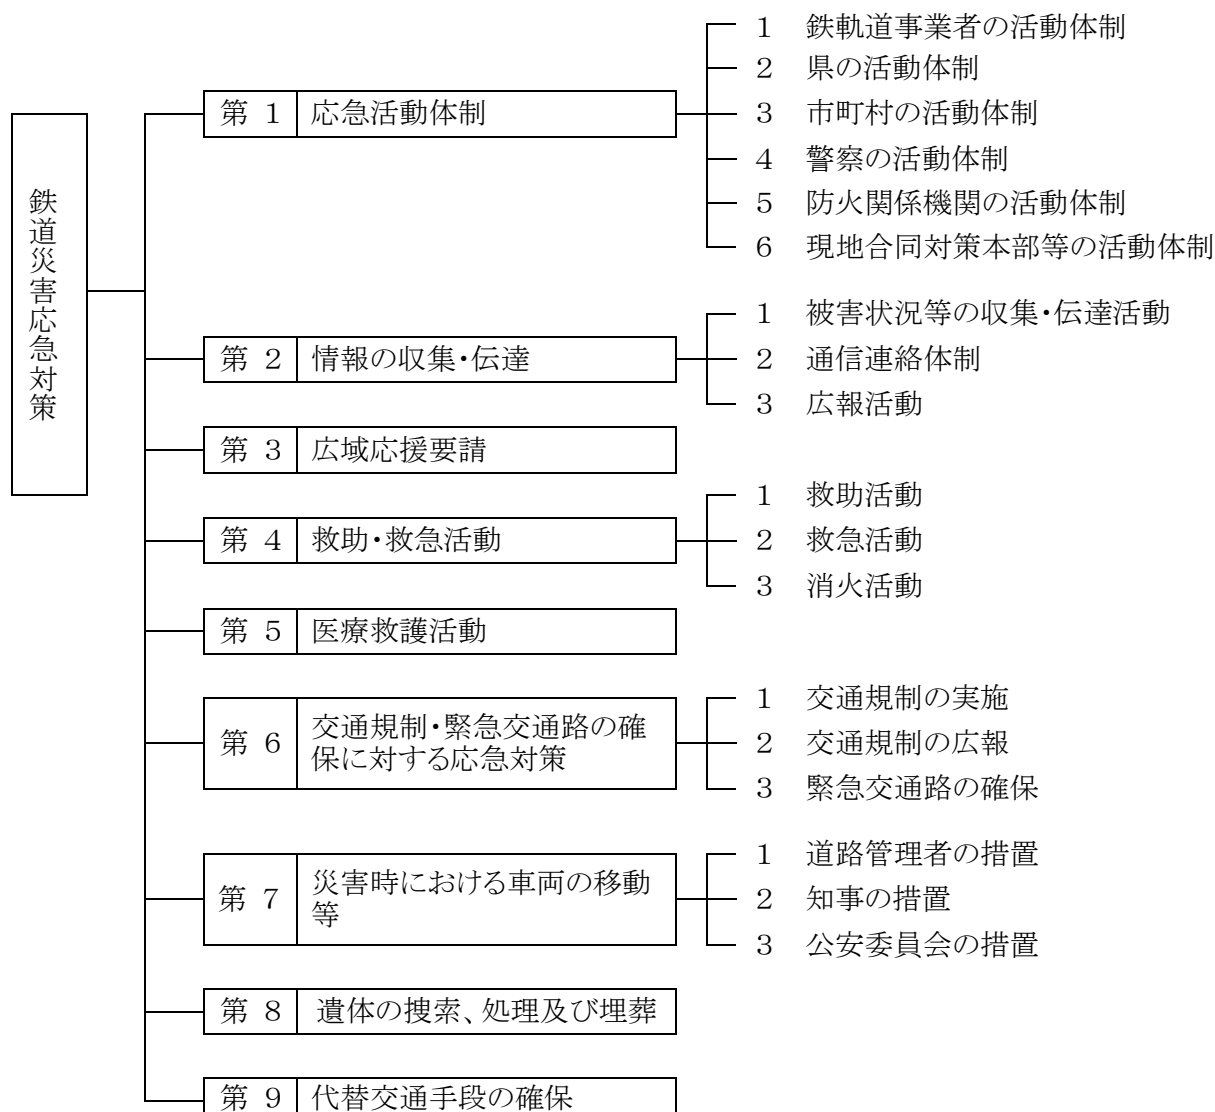 鉄道災害応急対策
第 1 応急活動体制
1 鉄軌道事業者の活動体制
2 県の活動体制
3 市町村の活動体制
4 警察の活動体制
5 防火関係機関の活動体制
6 現地合同対策本部等の活動体制
第 2 情報の収集・伝達
1 被害状況等の収集・伝達活動
2 通信連絡体制
3 広報活動
第 3 広域応援要請
第 4 救助・救急活動
1 救助活動
2 救急活動
3 消火活動
第 5 医療救護活動
第 6 交通規制・緊急交通路の確
保に対する応急対策
1 交通規制の実施
2 交通規制の広報
3 緊急交通路の確保
第 7 災害時における車両の移動
等
1 道路管理者の措置
2 知事の措置
3 公安委員会の措置
第 8 遺体の捜索、処理及び埋葬
第 9 代替交通手段の確保